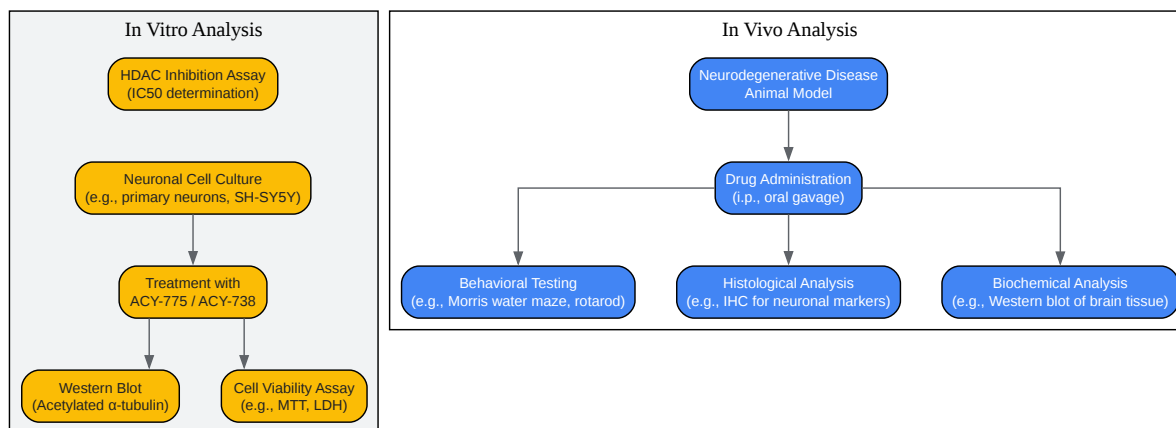 In Vitro Analysis
HDAC Inhibition Assay
(IC50 determination)
Neuronal Cell Culture
(e.g., primary neurons, SH-SY5Y)
Treatment with
ACY-775 / ACY-738
Western Blot
(Acetylated α-tubulin)
Cell Viability Assay
(e.g., MTT, LDH)
In Vivo Analysis
Neurodegenerative Disease
Animal Model
Drug Administration
(i.p., oral gavage)
Behavioral Testing
(e.g., Morris water maze, rotarod)
Histological Analysis
(e.g., IHC for neuronal markers)
Biochemical Analysis
(e.g., Western blot of brain tissue)